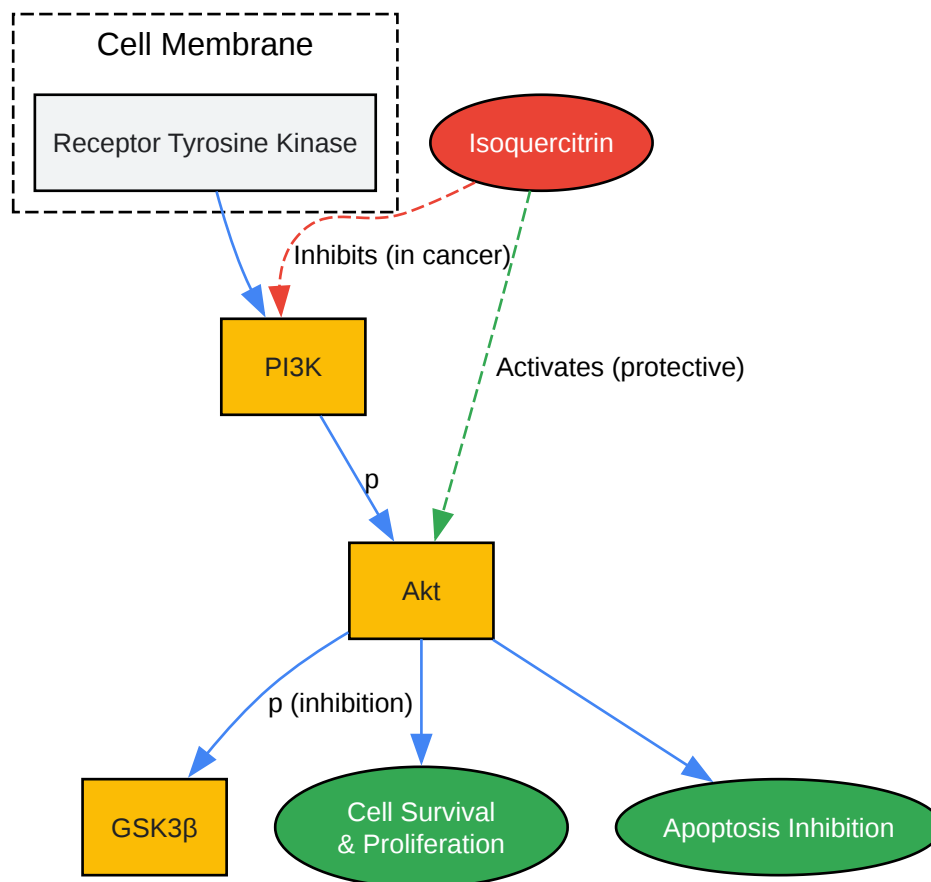 Cell Membrane
Receptor Tyrosine Kinase
Isoquercitrin
Inhibits (in cancer)
PI3K
Activates (protective)
p
Akt
p (inhibition)
GSK3β
Cell Survival
& Proliferation
Apoptosis Inhibition